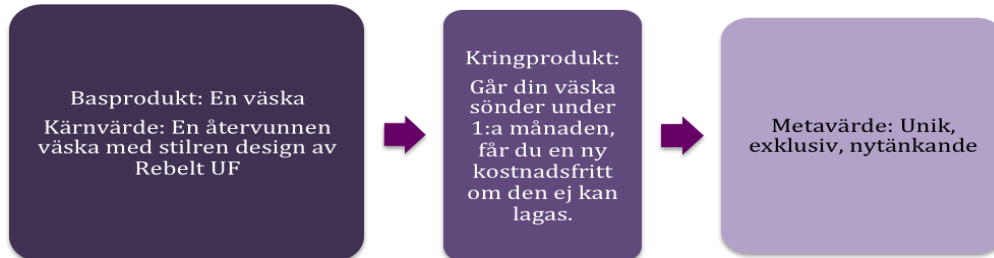 Basprodukt: En väska
Kärnvärde: En återvunnen
väska med stilren design av
Rebelt UF
Kringprodukt:
Går din väska
sönder under
1:a månaden,
får du en ny
kostnadsfritt
om den ej kan
lagas.
Metavärde: Unik,
exklusiv, nytänkande